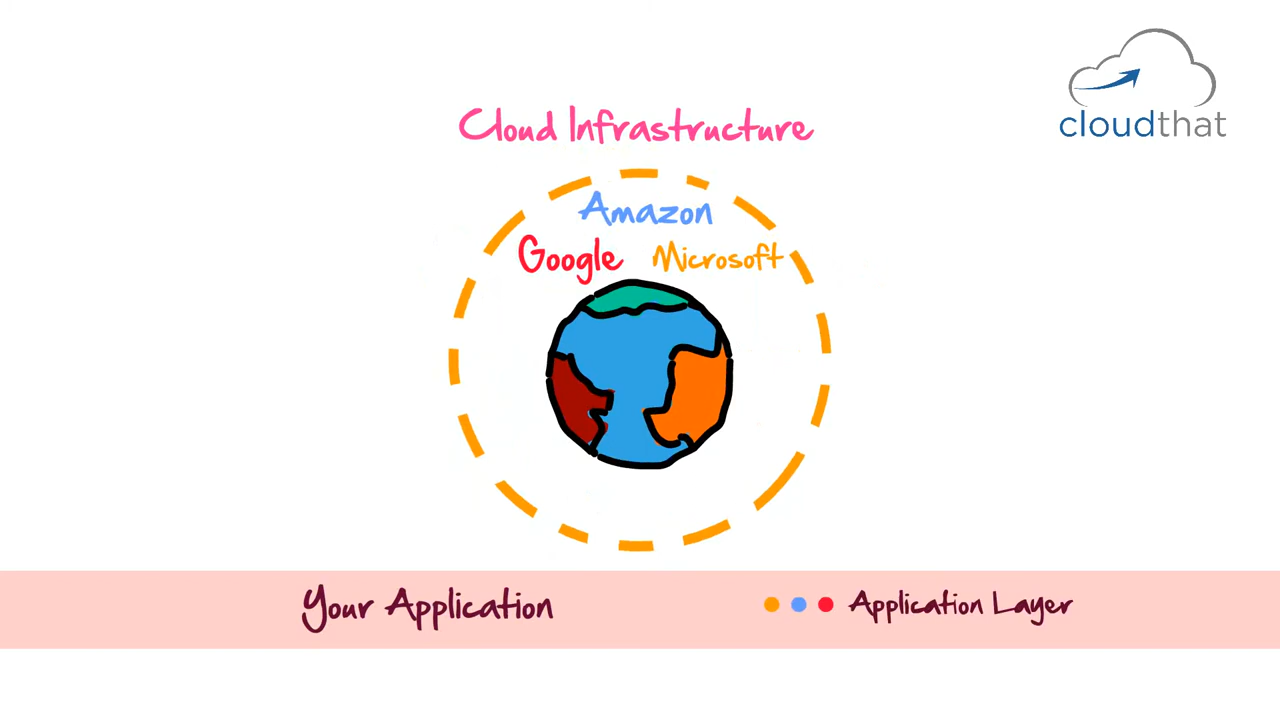 cloudthat
Cloud Infrastructure
Amazon
Google Microsoft
Your Application Application Layer